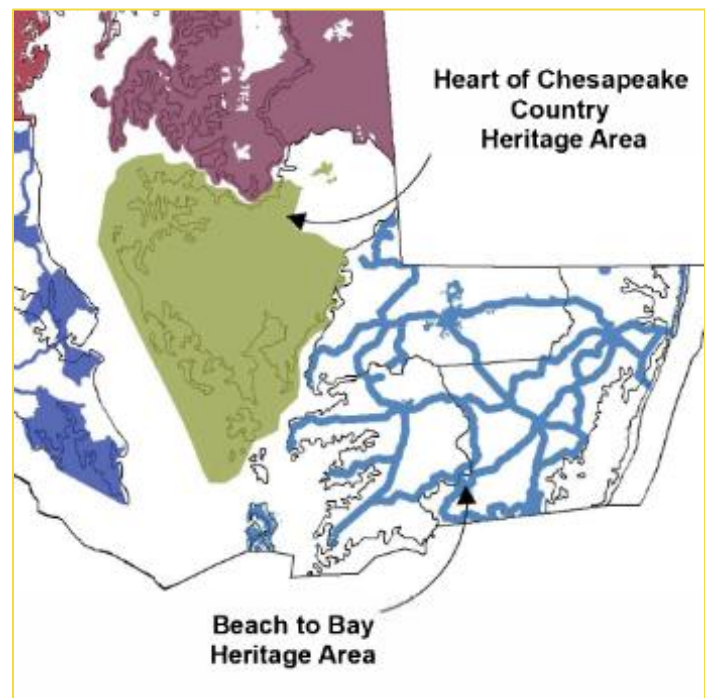 Heart of Chesapeake
Country
Heritage Area
Beach to Bay
Heritage Area